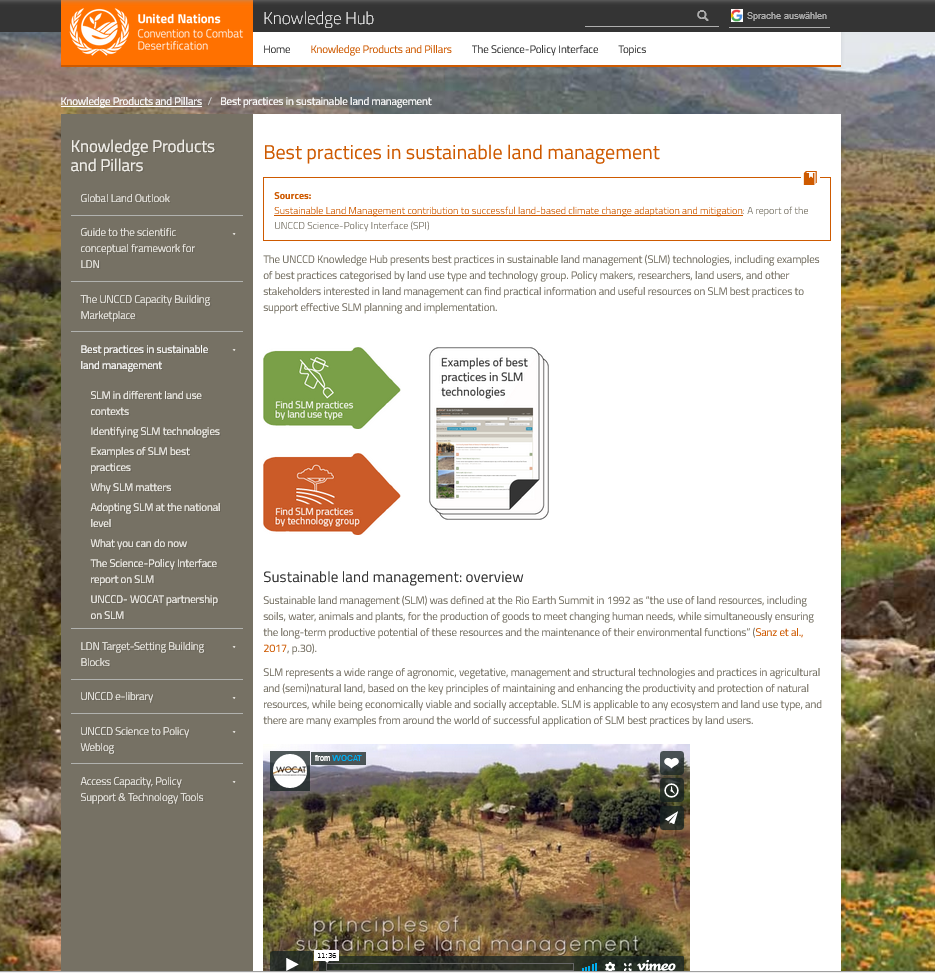 United Nations
Convention to Combat
Desertification
Knowledge Hub
Sprache auswählen
Home
Knowledge Products and Pillars
The Science-Policy Interface
Topics
Knowledge Products and Pillars / Best practices in sustainable land management
Knowledge Products
and Pillars
Global Land Outlook
Guide to the scientific
conceptual framework for
LDN
The UNCCD Capacity Building
Marketplace
Best practices in sustainable
land management
SLM in different land use
contexts
Identifying SLM technologies
Examples of SLM best
practices
Why SLM matters
Adopting SLM at the national
level
What you can do now
The Science-Policy Interface
report on SLM
UNCCD- WOCAT partnership
on SLM
LDN Target-Setting Building
Blocks
UNCCD e-library
UNCCD Science to Policy
Weblog
Access Capacity, Policy
Support & Technology Tools
Best practices in sustainable land management
Sources:
Sustainable Land Management contribution to successful land-based climate change adaptation and mitigation: A report of the
UNCCD Science-Policy Interface (SPI)
The UNCCD Knowledge Hub presents best practices in sustainable land management (SLM) technologies, including examples
of best practices categorised by land use type and technology group. Policy makers, researchers, land users, and other
stakeholders interested in land management can find practical information and useful resources on SLM best practices to
support effective SLM planning and implementation.
Find SLM practices
by land use type
Find SLM practices
by technology group
Examples of best
practices in SLM
technologies
Sustainable land management: overview
Sustainable land management (SLM) was defined at the Rio Earth Summit in 1992 as “the use of land resources, including
soils, water, animals and plants, for the production of goods to meet changing human needs, while simultaneously ensuring
the long-term productive potential of these resources and the maintenance of their environmental functions” (Sanz et al.,
2017, p.30).
SLM represents a wide range of agronomic, vegetative, management and structural technologies and practices in agricultural
and (semi)natural land, based on the key principles of maintaining and enhancing the productivity and protection of natural
resources, while being economically viable and socially acceptable. SLM is applicable to any ecosystem and land use type, and
there are many examples from around the world of successful application of SLM best practices by land users.
WOCAT
from WOCAT
principles of
sustainable land management
11:36
vimeo